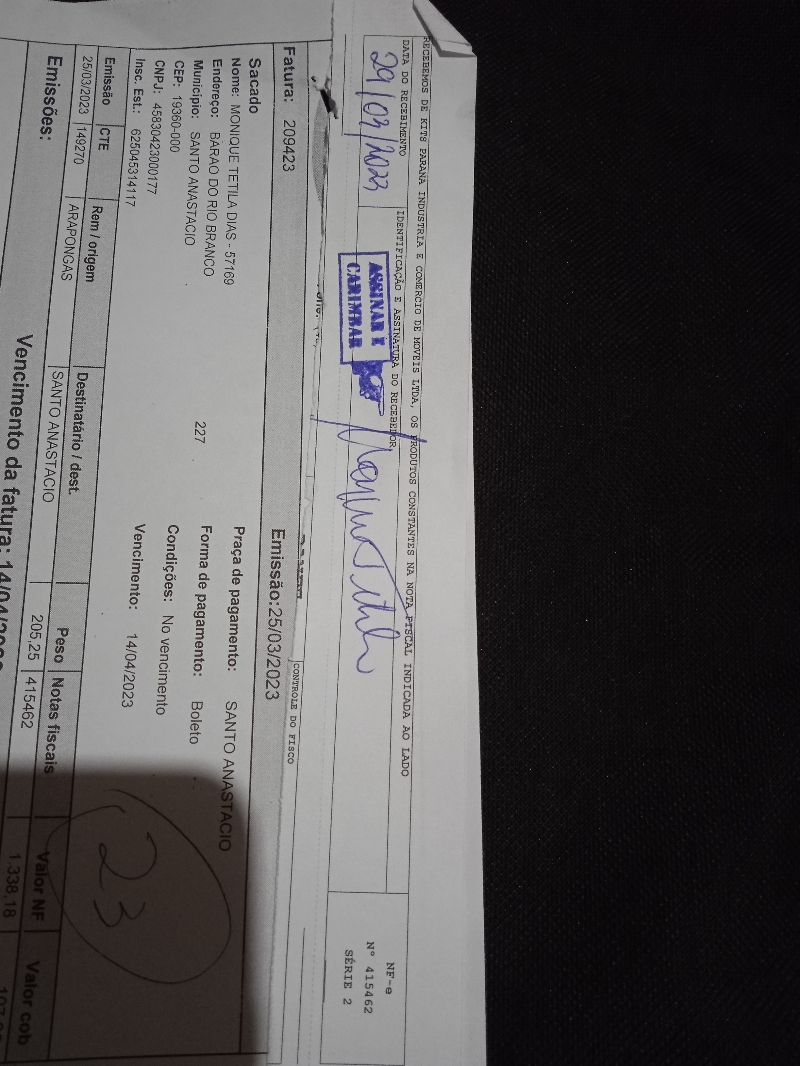 RECEBEMOS DE KITS PARANA INDUSTRIA E COMERCIO DE MOVEIS LTDA, OS PRODUTOS CONSTANTES NA NOTA FISCAL INDICADA AO LADO
DATA DO RECEBIMENTO
IDENTIFICAÇÃO E ASSINATURA DO RECEBEDOR
29/03/2023
ASSINAR E
CARIMBAR
NF-e
Nº 415462
SÉRIE 2
CONTROLE DO FISCO
Fatura: 209423
Emissão:25/03/2023
Sacado
Nome: MONIQUE TETILA DIAS - 57169
Praça de pagamento: SANTO ANASTACIO
Endereço: BARAO DO RIO BRANCO
227
Forma de pagamento: Boleto
Município: SANTO ANASTACIO
Condições: No vencimento
CEP: 19360-000
Vencimento: 14/04/2023
CNPJ: 45830423000177
Insc. Est.: 625045314117
23
Emissão CTE Rem / origem Destinatário / dest. Peso Notas fiscais Valor NF Valor cob
25/03/2023 149270 ARAPONGAS SANTO ANASTACIO 205,25 415462 1.338,18
Emissões:
Vencimento da fatura: